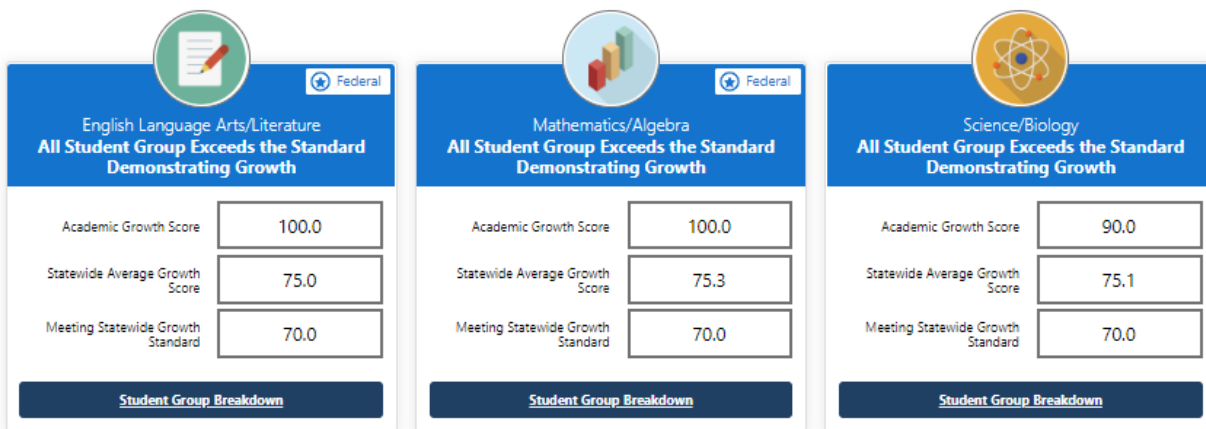 Federal
English Language Arts/Literature
All Student Group Exceeds the Standard
Demonstrating Growth
Academic Growth Score 100.0
Statewide Average Growth
Score 75.0
Meeting Statewide Growth
Standard 70.0
Student Group Breakdown
Federal
Mathematics/Algebra
All Student Group Exceeds the Standard
Demonstrating Growth
Academic Growth Score 100.0
Statewide Average Growth
Score 75.3
Meeting Statewide Growth
Standard 70.0
Student Group Breakdown
Science/Biology
All Student Group Exceeds the Standard
Demonstrating Growth
Academic Growth Score 90.0
Statewide Average Growth
Score 75.1
Meeting Statewide Growth
Standard 70.0
Student Group Breakdown